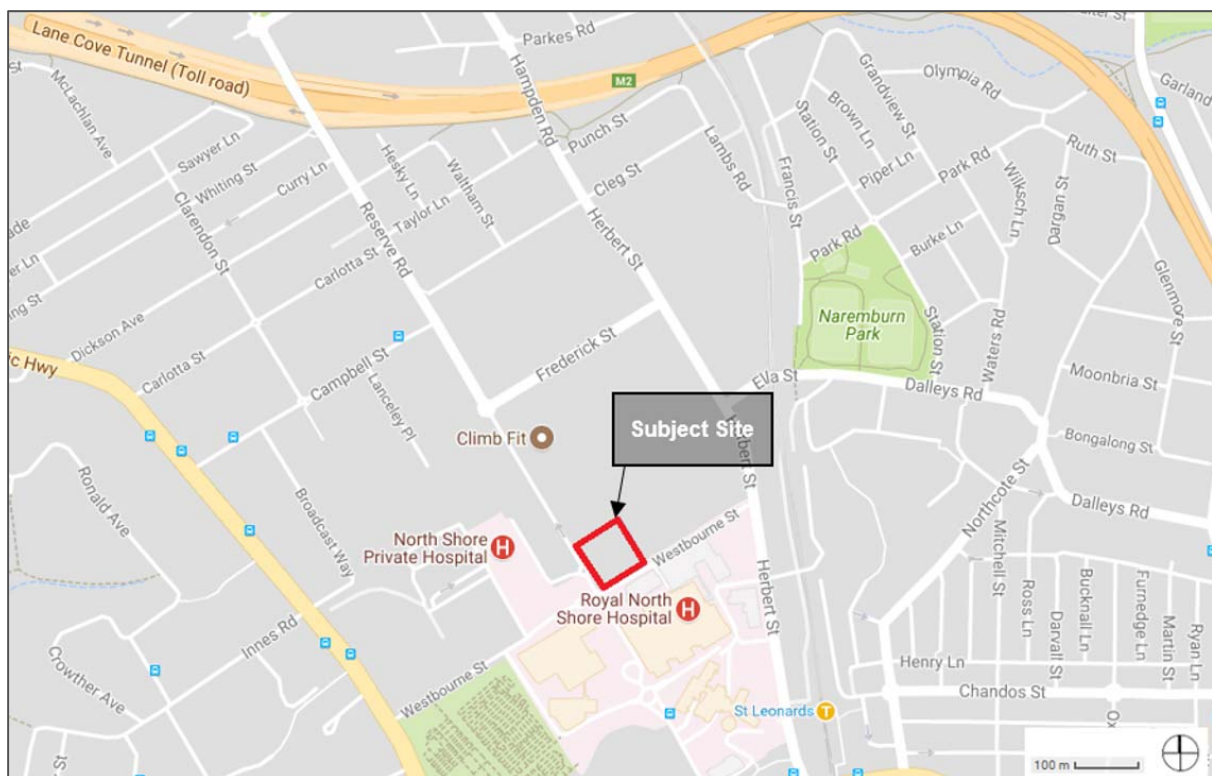 Parkes Rd
Lane Cove Tunnel (Toll road)
M2
Hampden Rd
McLachlan Ave
Sawyer Ln
Whiting St
Curry Ln
Hesky Ln
Waltham St
Taylor Ln
Punch St
Cleg St
Lambs Rd
Francis St
Station St
Brown Ln
Grandview St
Olympia Rd
Garland
Ruth St
Piper Ln
Park Rd
Wilksch Ln
Dargan St
Clarendon St
Reserve Rd
Herbert St
Park Rd
Burke Ln
Glenmore St
Carlotta St
Dickson Ave
Naremburn
Park
Station St
Waters Rd
ic Hwy
Carlotta St
Campbell St
Lanceley Pl
Frederick St
Eva St
Dalleys Rd
Moonbria St
Subject Site
Climb Fit
Herbert St
Bongalong St
Northcote St
Dalleys Rd
Ronald Ave
Broadcast Way
North Shore
Private Hospital
H
Westbourne St
Mitchell St
Ross Ln
Darvall St
Bucknall Ln
Furnedge Ln
Martin St
Ryan Ln
Royal North
Shore Hospital
H
Herbert St
Innes Rd
Crowther Ave
Westbourne St
Henry Ln
Chandos St
St Leonards
T
Ox
100 m